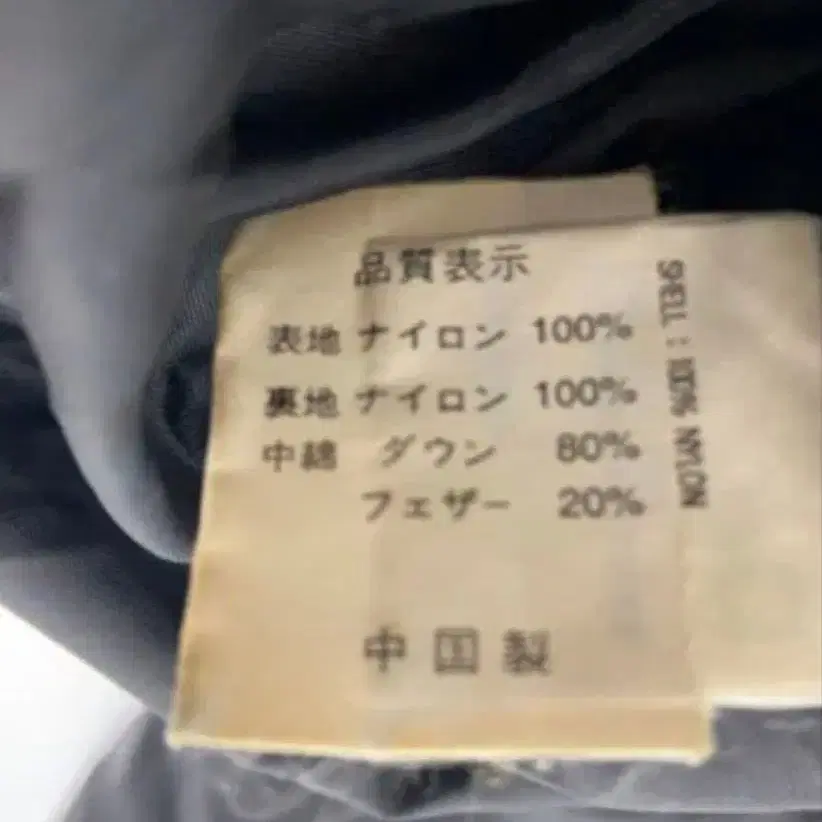 品質表示
表地 ナイロン 100%
裏地 ナイロン 100%
中綿 ダウン 80%
フェザー 20%
中国製
SHELL : 100% NYLON